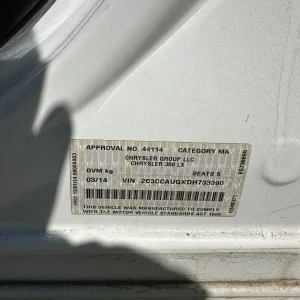 APPROVAL NO. 44114 CATEGORY MA
CHRYSLER GROUP LLC
CHRYSLER 300 LX
GVM kg SEATS 5
03/14 VIN 2C3CCAUGXDH733390
THIS VEHICLE WAS MANUFACTURED TO COMPLY
WITH THE MOTOR VEHICLE STANDARDS ACT 1989